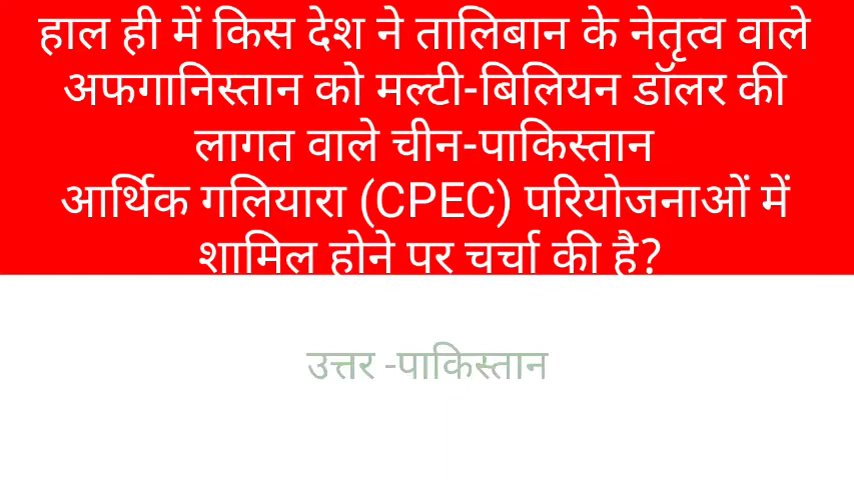 हाल ही में किस देश ने तालिबान के नेतृत्व वाले
अफगानिस्तान को मल्टी-बिलियन डॉलर की
लागत वाले चीन-पाकिस्तान
आर्थिक गलियारा (CPEC) परियोजनाओं में
शामिल होने पर चर्चा की है?
उत्तर -पाकिस्तान